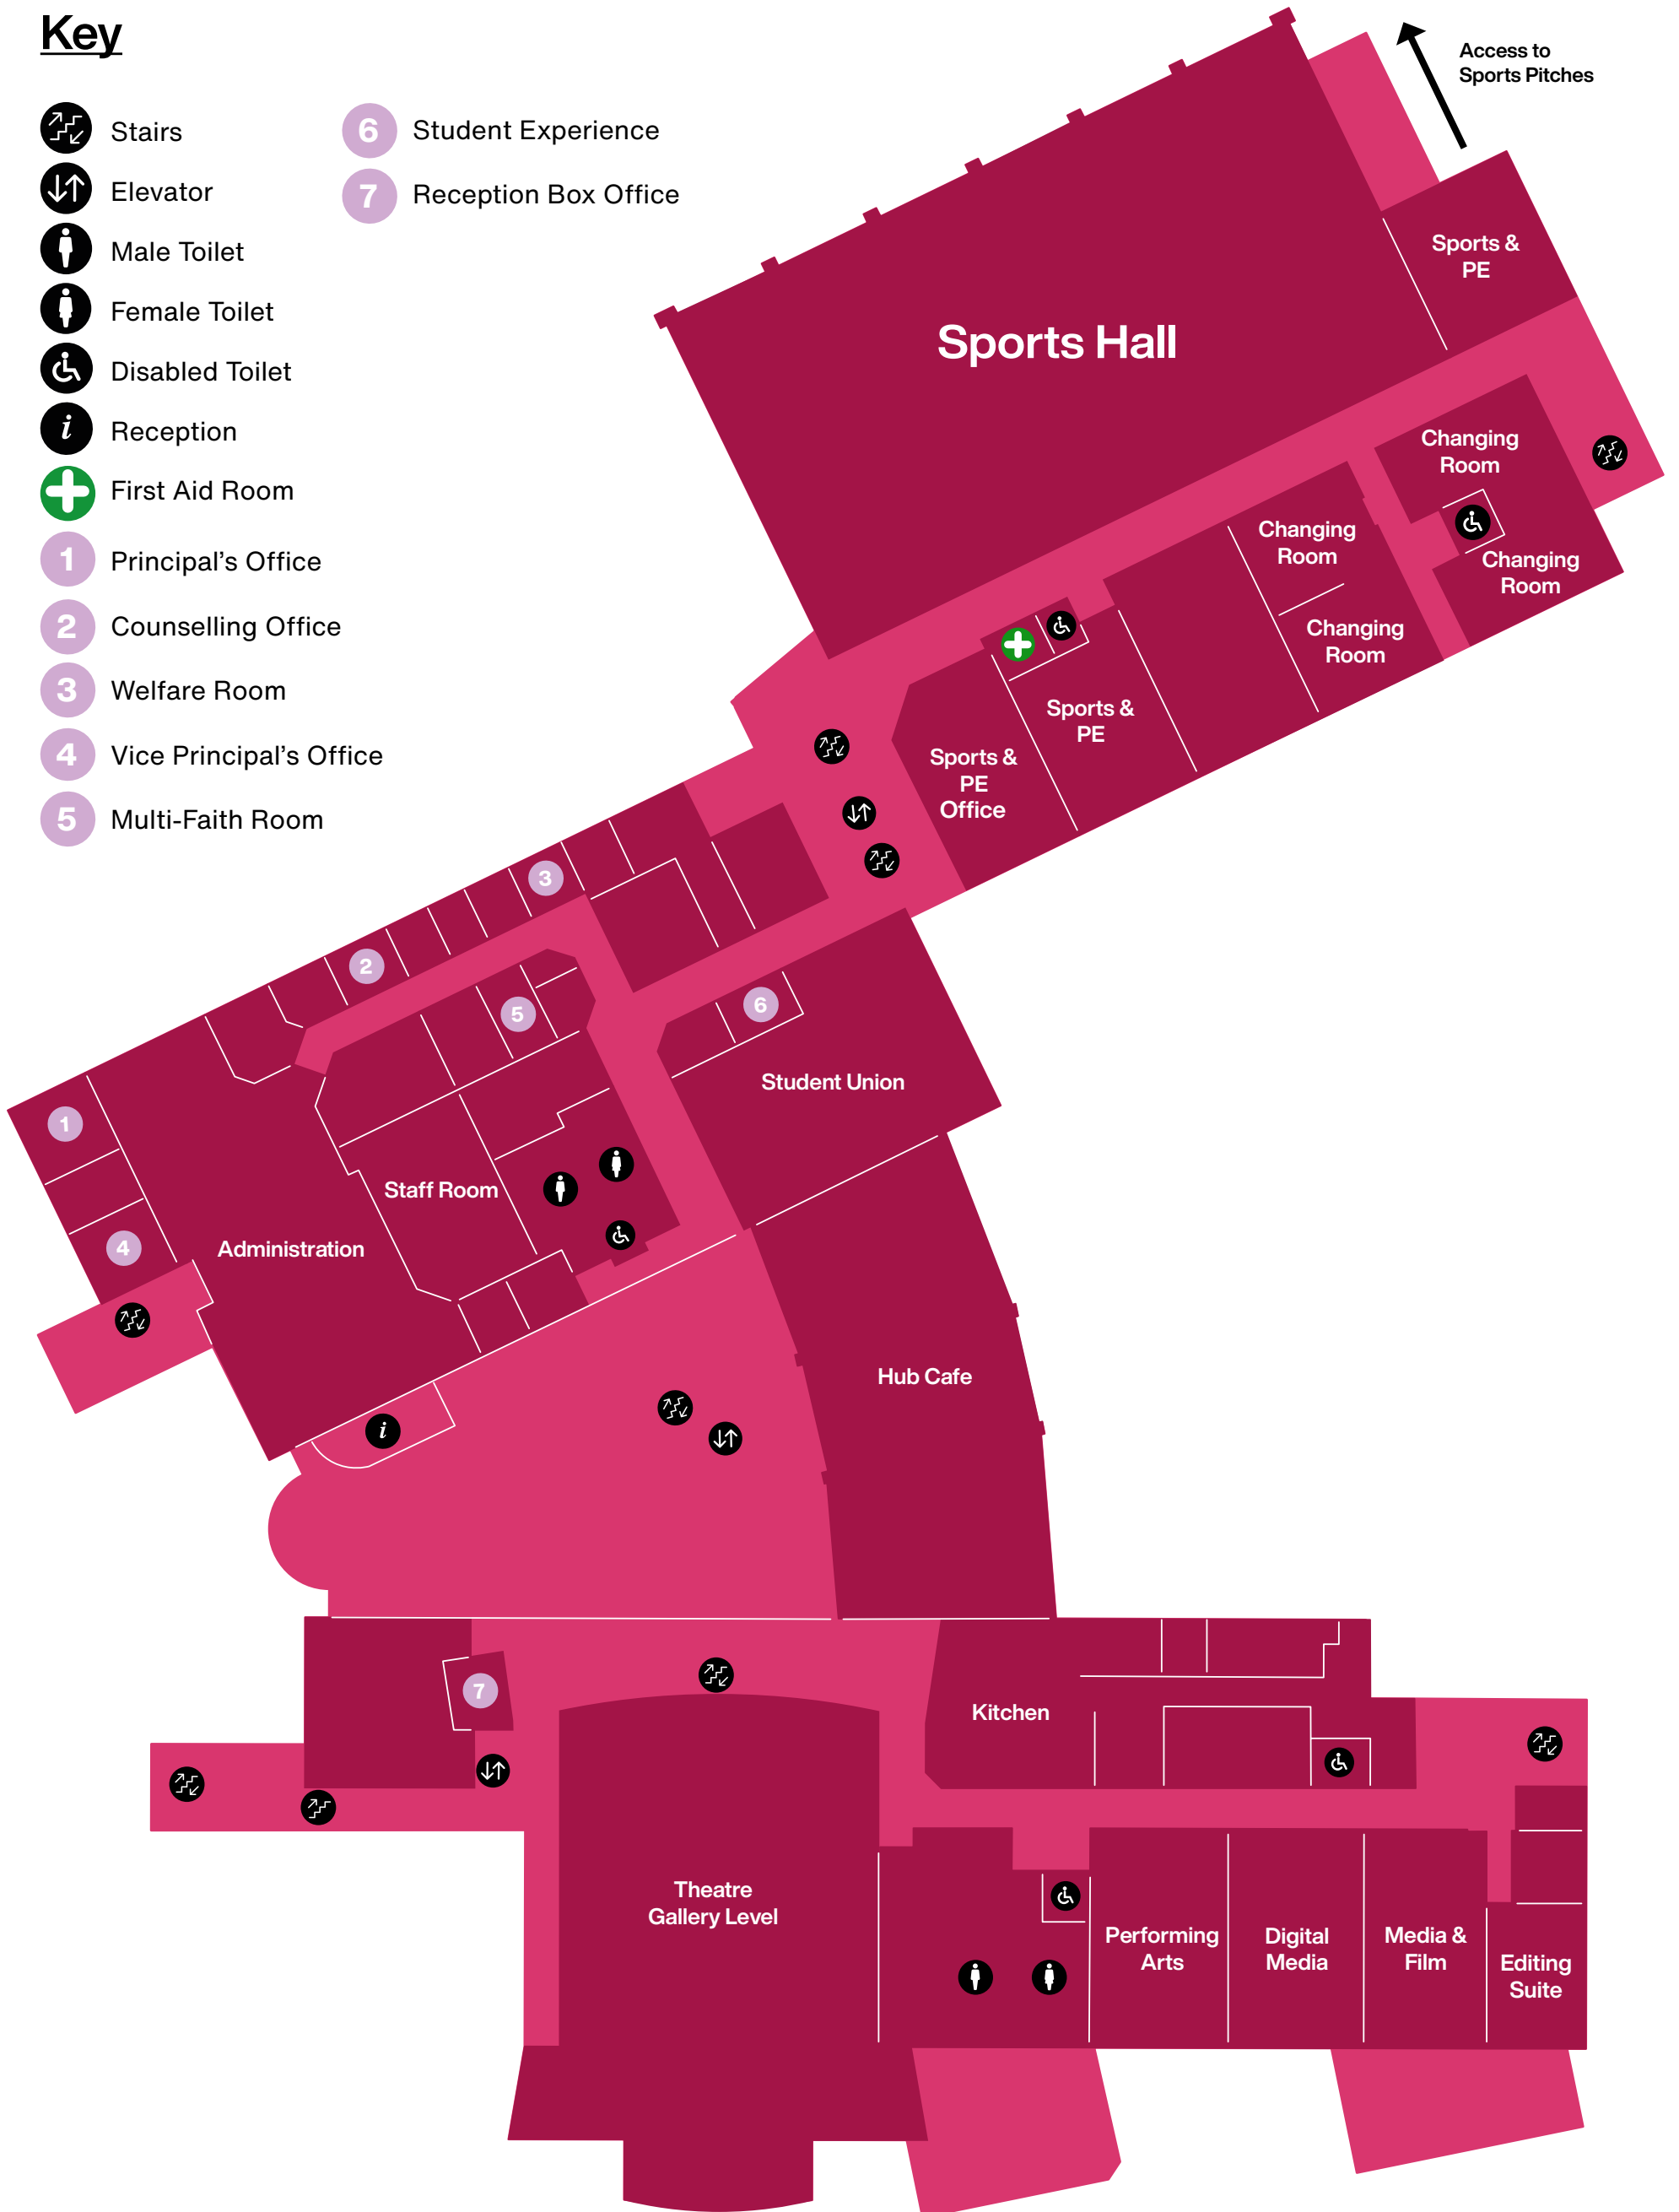 Key
Stairs
Elevator
Male Toilet
Female Toilet
Disabled Toilet
i
Reception
First Aid Room
1
Principal’s Office
2
Counselling Office
3
Welfare Room
4
Vice Principal’s Office
5
Multi-Faith Room
6
Student Experience
7
Reception Box Office
Access to
Sports Pitches
Sports &
PE
Sports Hall
Changing
Room
Changing
Room
Changing
Room
Changing
Room
Sports &
PE
Sports &
PE
Office
3
2
5
6
Student Union
1
4
Staff Room
Administration
Hub Cafe
i
7
Kitchen
Theatre
Gallery Level
Performing
Arts
Digital
Media
Media &
Film
Editing
Suite